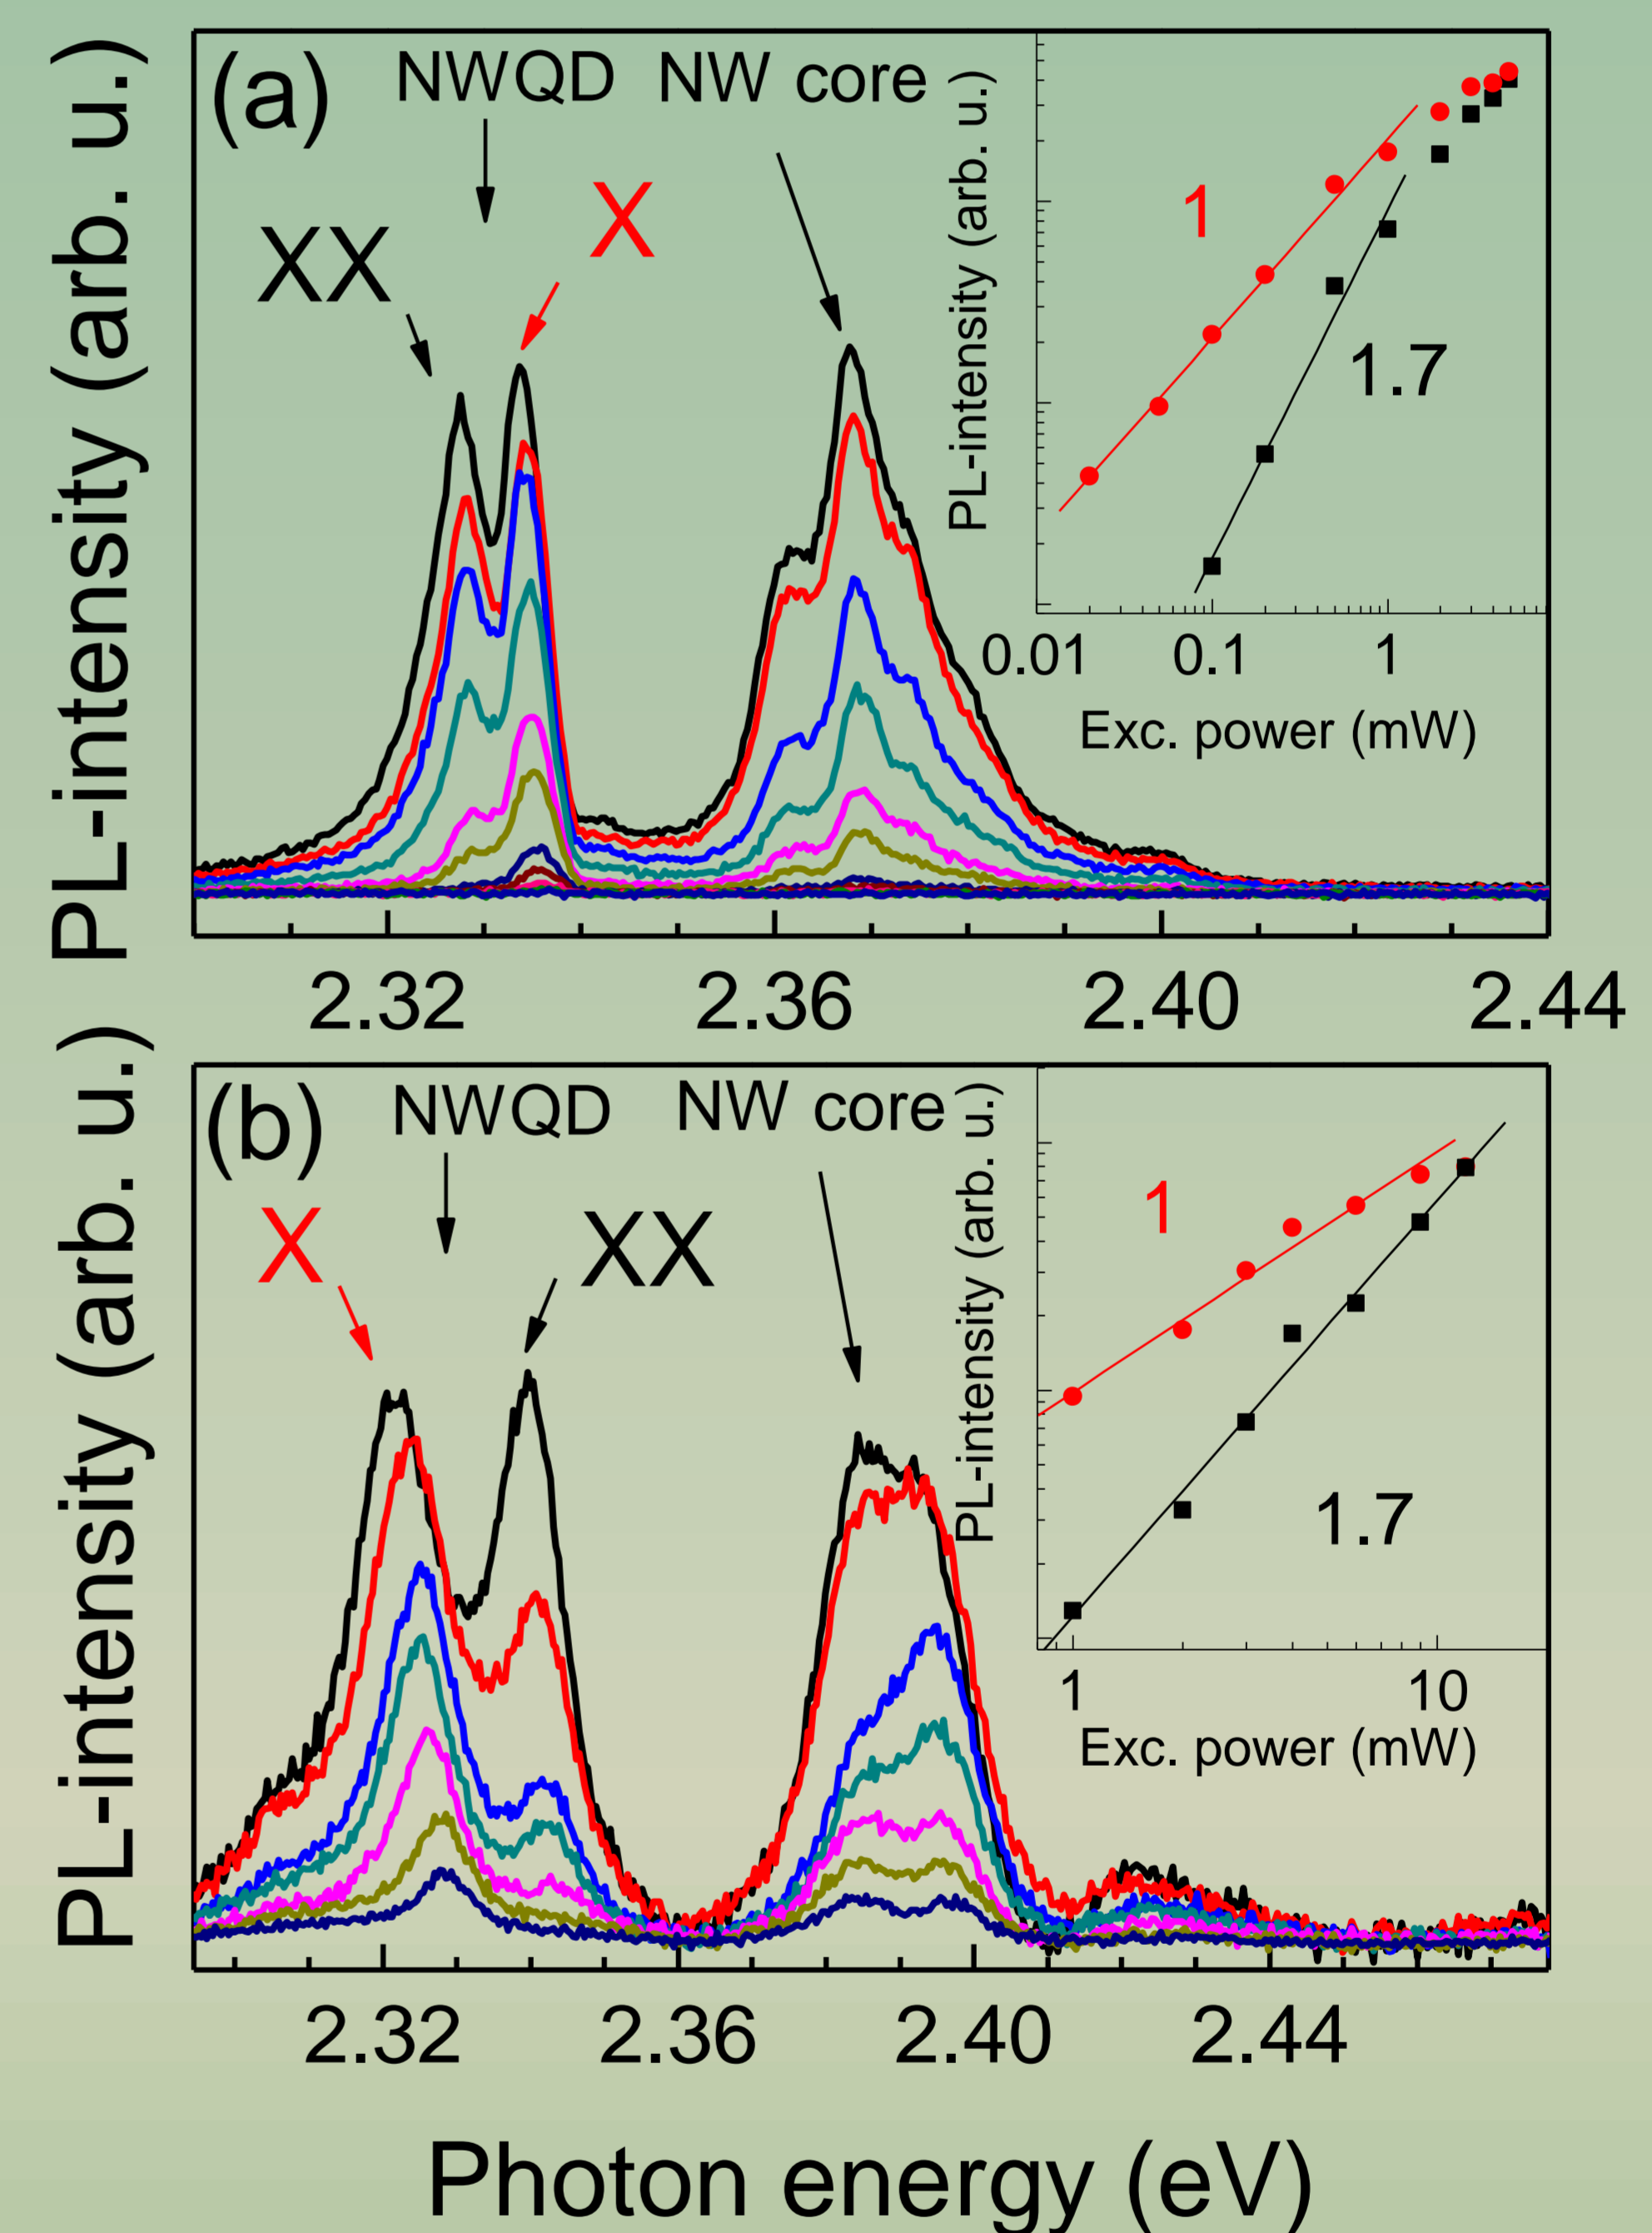 (a)
NWQD
NW core
XX
X
PL-intensity (arb. u.)
2.32
2.36
2.40
2.44
PL-intensity (arb. u.)
1
1.7
0.01
0.1
1
Exc. power (mW)
(b)
NWQD
NW core
X
XX
PL-intensity (arb. u.)
2.32
2.36
2.40
2.44
PL-intensity (arb. u.)
1
1.7
1
10
Exc. power (mW)
Photon energy (eV)